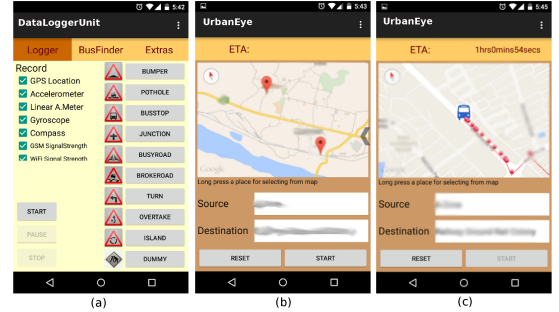 5:42
DataLoggerUnit
Logger BusFinder Extras
Record
GPS Location
Accelerometer
Linear A.Meter
Gyroscope
Compass
GSM SignalStrength
WiFi Signal Strength
START
PAUSE
STOP
BUMPER
POTHOLE
BUSSTOP
JUNCTION
BUSYROAD
BROKEROAD
TURN
OVERTAKE
ISLAND
DUMMY
(a)
5:43
UrbanEye
ETA:
Google
Long press a place for selecting from map
Source
Destination
RESET START
(b)
5:45
UrbanEye
ETA: 1hrs0mins54secs
Google
Long press a place for selecting from map
Source
Destination
RESET START
(c)